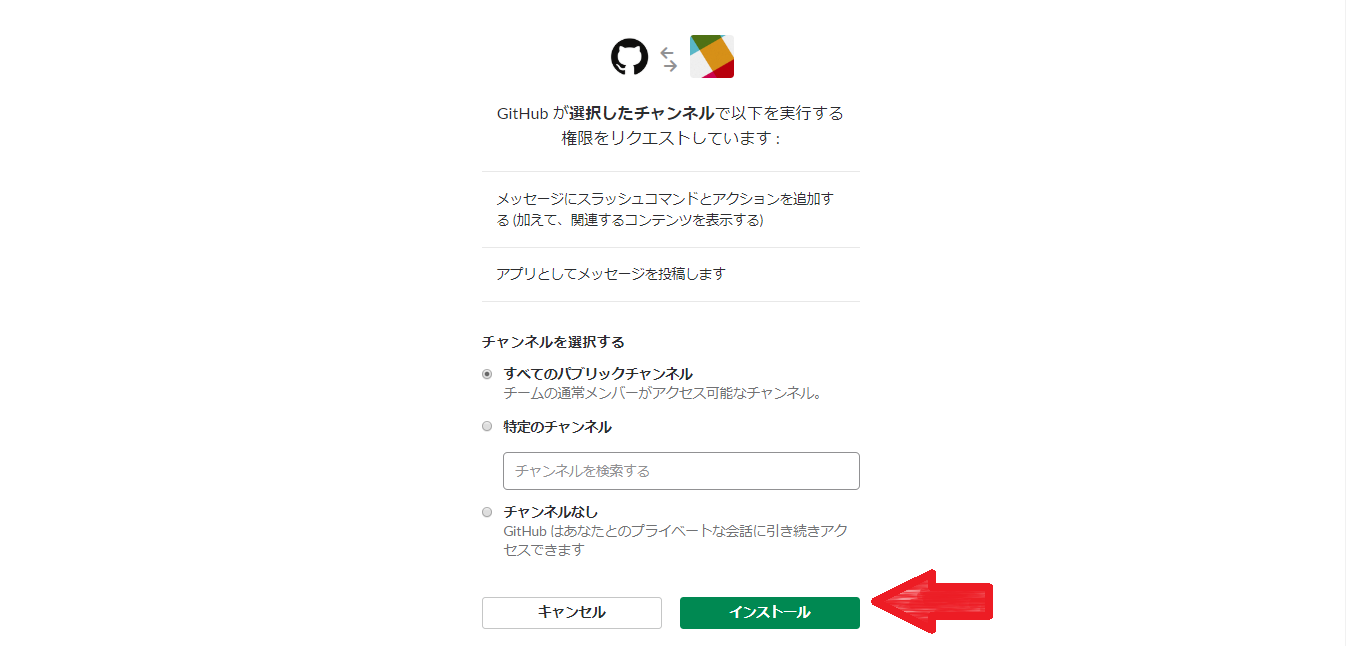 GitHub が選択したチャンネルで以下を実行する
権限をリクエストしています :
メッセージにスラッシュコマンドとアクションを追加す
る (加えて、関連するコンテンツを表示する)
アプリとしてメッセージを投稿します
チャンネルを選択する
すべてのパブリックチャンネル
チームの通常メンバーがアクセス可能なチャンネル。
特定のチャンネル
チャンネルを検索する
チャンネルなし
GitHub はあなたとのプライベートな会話に引き続きアク
セスできます
キャンセル
インストール